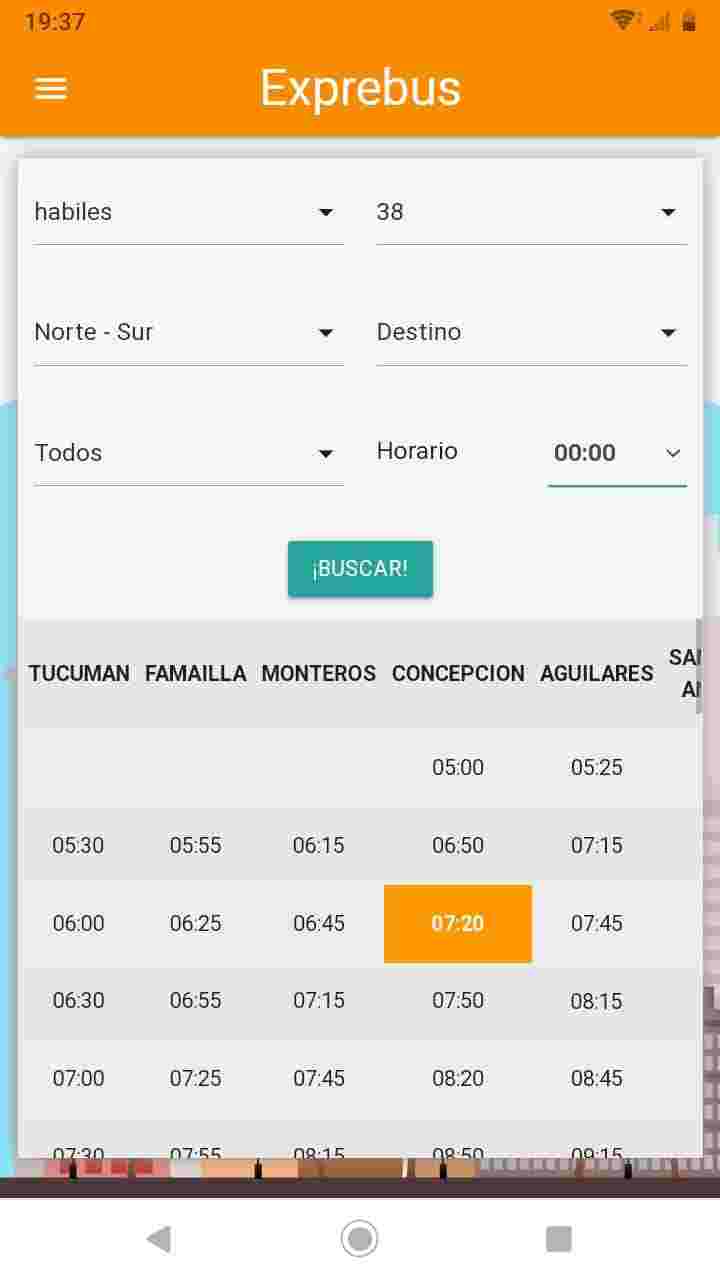 19:37
Exprebus
habiles 38
Norte - Sur Destino
Todos Horario 00:00
¡BUSCAR!
TUCUMAN FAMAILLA MONTEROS CONCEPCION AGUILARES
05:00 05:25
05:30 05:55 06:15 06:50 07:15
06:00 06:25 06:45 07:20 07:45
06:30 06:55 07:15 07:50 08:15
07:00 07:25 07:45 08:20 08:45
07:30 07:55 08:15 08:50 09:15